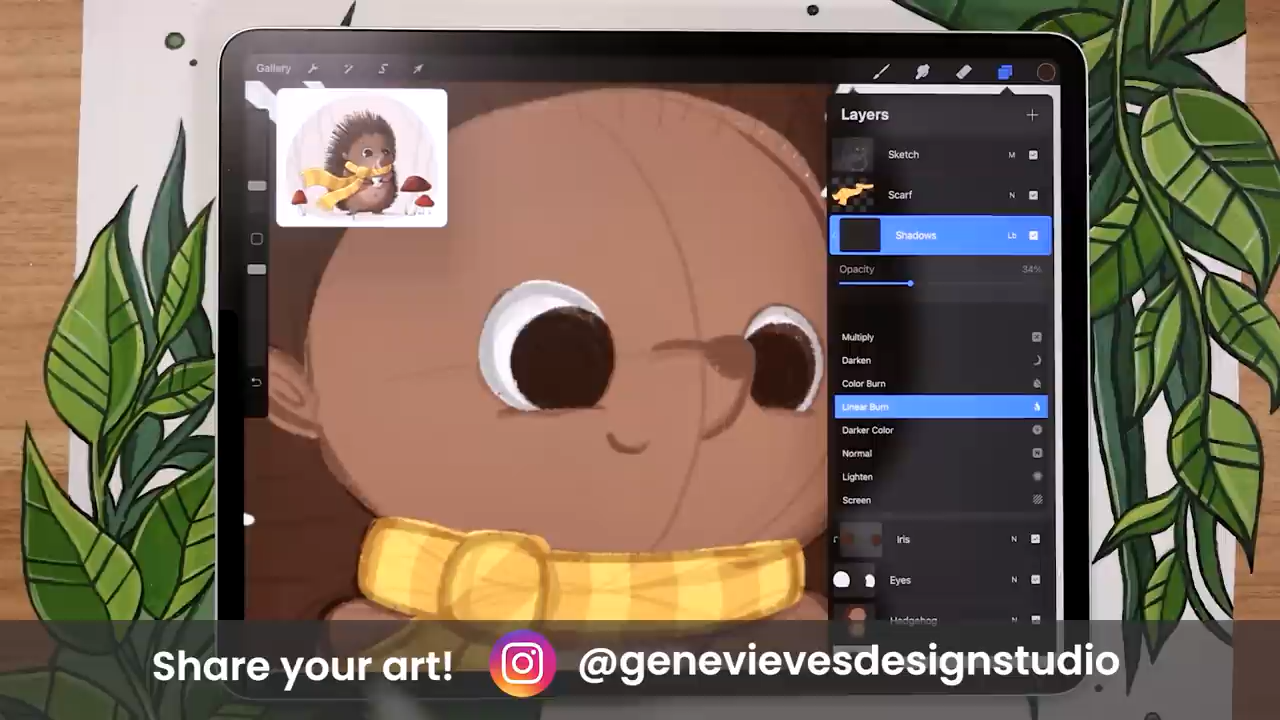 Gallery
Layers
Sketch M
Scarf N
Shadows Lb
Opacity 34%
Multiply
Darken
Color Burn
Linear Burn
Darker Color
Normal N
Lighten
Screen
Iris N
Eyes N
Hedgehog N
Share your art! @genevievesdesignstudio